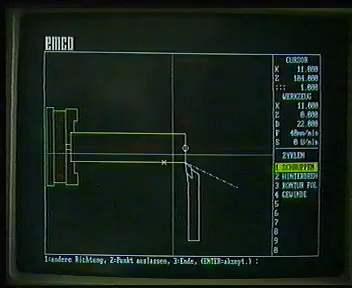 emco
CURSOR
X 11.000
Z 104.000
::: 1.000
WERKZEUG
X 11.000
Z 0.000
D 22.000
F 40mm/min
S 0 U/min
ZYKLEN
1 SCHRUPPEN
2 HINTERDREH
3 KONTUR FOL
4 GEWINDE
5
6
7
8
9
0
1=andere Richtung, 2=Punkt auslassen, 3=Ende, (ENTER=akzept.) :